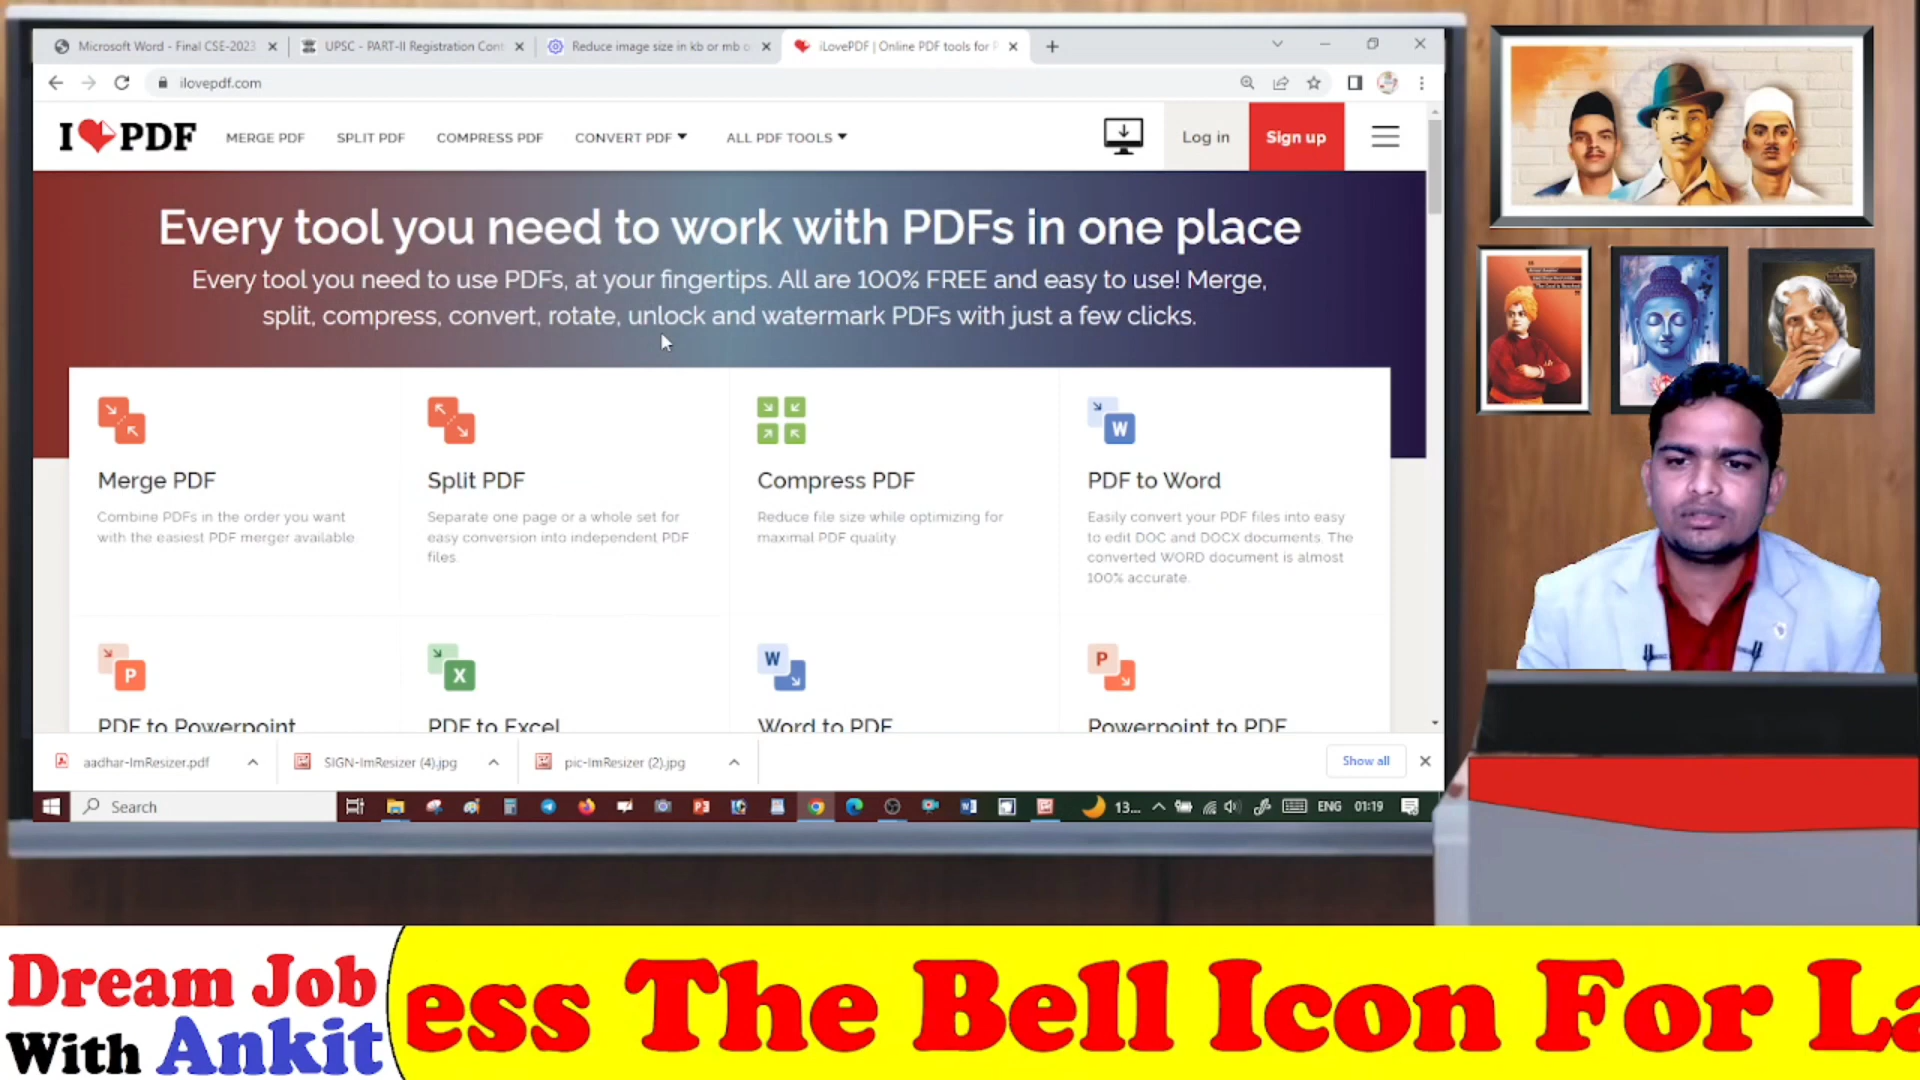 Microsoft Word - Final CSE-2023
UPSC - PART-II Registration Cont
Reduce image size in kb or mb o
iLovePDF | Online PDF tools for P
ilovepdf.com
I PDF
MERGE PDF
SPLIT PDF
COMPRESS PDF
CONVERT PDF
ALL PDF TOOLS
Log in
Sign up
Every tool you need to work with PDFs in one place
Every tool you need to use PDFs, at your fingertips. All are 100% FREE and easy to use! Merge,
split, compress, convert, rotate, unlock and watermark PDFs with just a few clicks.
Merge PDF
Combine PDFs in the order you want
with the easiest PDF merger available.
Split PDF
Separate one page or a whole set for
easy conversion into independent PDF
files.
Compress PDF
Reduce file size while optimizing for
maximal PDF quality.
W
PDF to Word
Easily convert your PDF files into easy
to edit DOC and DOCX documents. The
converted WORD document is almost
100% accurate.
P
PDF to Powerpoint
X
PDF to Excel
W
Word to PDF
P
Powerpoint to PDF
aadhar-ImResizer.pdf
SIGN-ImResizer (4).jpg
pic-ImResizer (2).jpg
Show all
Search
13...
ENG
01:19
Dream Job
With Ankit
ess The Bell Icon For La